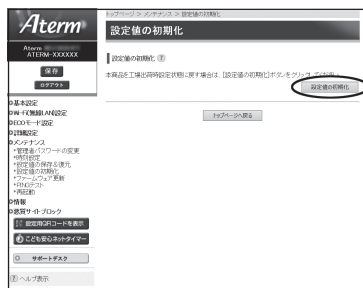 Aterm
Aterm
ATERM-XXXXXX
保存
ログアウト
基本設定
Wi-Fi(無線LAN)設定
ECOモード設定
詳細設定
メンテナンス
管理者パスワードの変更
時刻設定
設定値の保存&復元
設定値の初期化
ファームウェア更新
PINGテスト
再起動
情報
悪質サイトブロック
設定用QRコードを表示
こども安心ネットタイマー
サポートデスク
? ヘルプ表示
トップページ > メンテナンス > 設定値の初期化
設定値の初期化
設定値の初期化 ?
本商品を工場出荷時設定状態に戻す場合は、[設定値の初期化]ボタンをクリックしてください。
設定値の初期化
トップページへ戻る